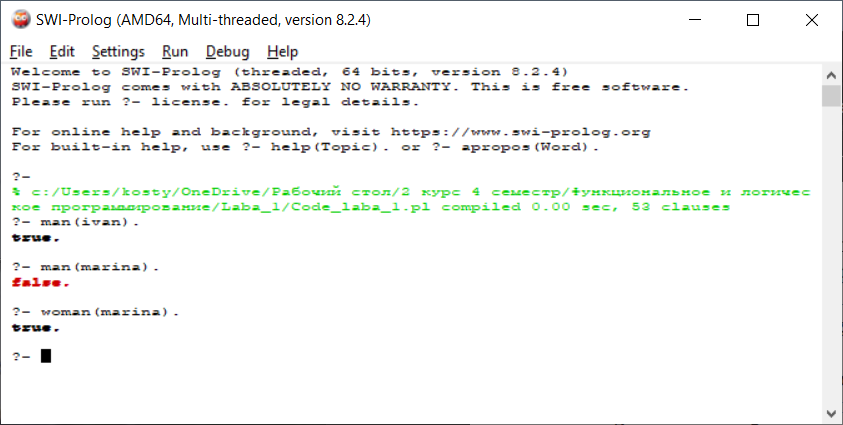 SWI-Prolog (AMD64, Multi-threaded, version 8.2.4)
File Edit Settings Run Debug Help
Welcome to SWI-Prolog (threaded, 64 bits, version 8.2.4)
SWI-Prolog comes with ABSOLUTELY NO WARRANTY. This is free software.
Please run ?- license. for legal details.
For online help and background, visit https://www.swi-prolog.org
For built-in help, use ?- help(Topic). or ?- apropos(Word).
?-
% c:/Users/kosty/OneDrive/Рабочий стол/2 курс 4 семестр/Функциональное и логичес
кое программирование/Laba_1/Code_laba_1.pl compiled 0.00 sec, 53 clauses
?- man(ivan).
true.
?- man(marina).
false.
?- woman(marina).
true.
?-